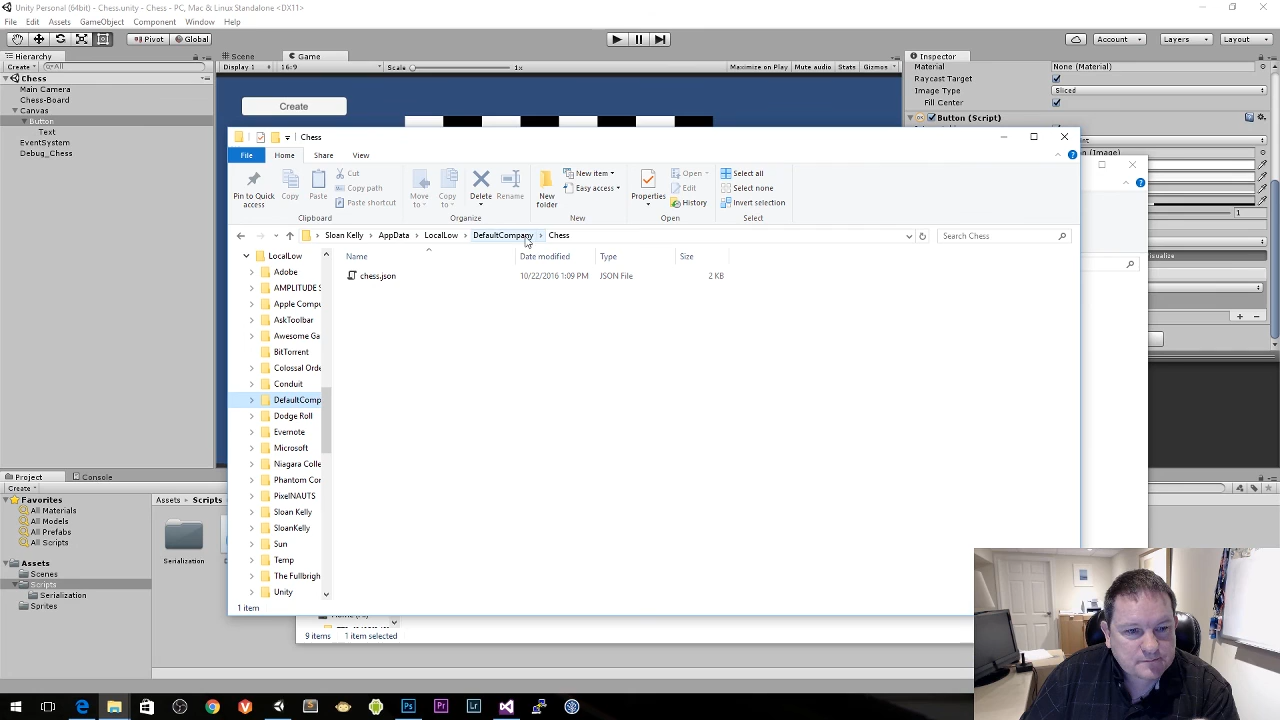 Unity Personal (64bit) - Chess.unity - Chess - PC, Mac & Linux Standalone <DX11>
File Edit Assets GameObject Component Window Help
Pivot Global Account Layers Layout
Hierarchy Scene Game Inspector
Create All Display 1 16:9 Scale 1x Maximize on Play Mute audio Stats Gizmos Material None (Material)
Chess Raycast Target
Main Camera Image Type Sliced
Chess-Board Create Fill Center
Canvas
Button Button (Script)
Text Chess
EventSystem
Debug_Chess File Home Share View
Pin to Quick access Copy Paste Cut Copy path Paste shortcut Move to Copy to Delete Rename New folder New item Easy access Properties Open Edit History Select all Select none Invert selection
Clipboard Organize New Open Select
Sloan Kelly AppData LocalLow DefaultCompany Chess Search Chess
LocalLow Name Date modified Type Size
Adobe chess.json 10/22/2016 1:09 PM JSON File 2 KB
AMPLITUDE S
Apple Compu
AskToolbar
Awesome Ga
BitTorrent
Colossal Orde
Conduit
DefaultComp
Dodge Roll
Evernote
Microsoft
Niagara Colle
Phantom Cor
PixelNAUTS
Sloan Kelly
SloanKelly
Sun
Temp
The Fullbrigh
Unity
1 item
9 items 1 item selected
Project Console
Create
Favorites Assets Scripts
All Materials
All Models
All Prefabs
All Scripts
Assets Serialization
Scenes
Scripts
Serialization
Sprites